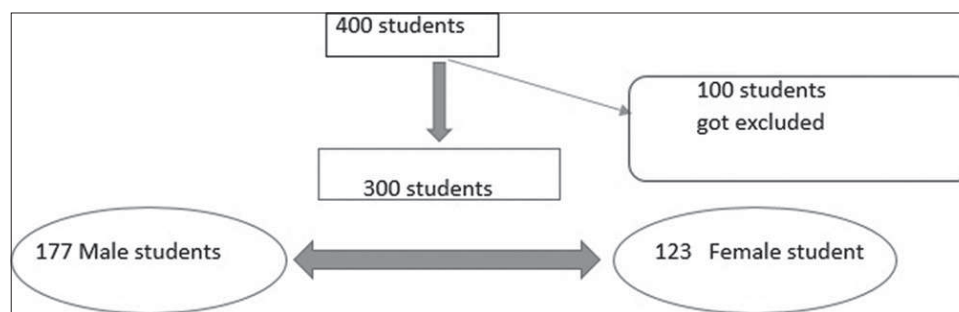 400 students
100 students
got excluded
300 students
177 Male students
123 Female student